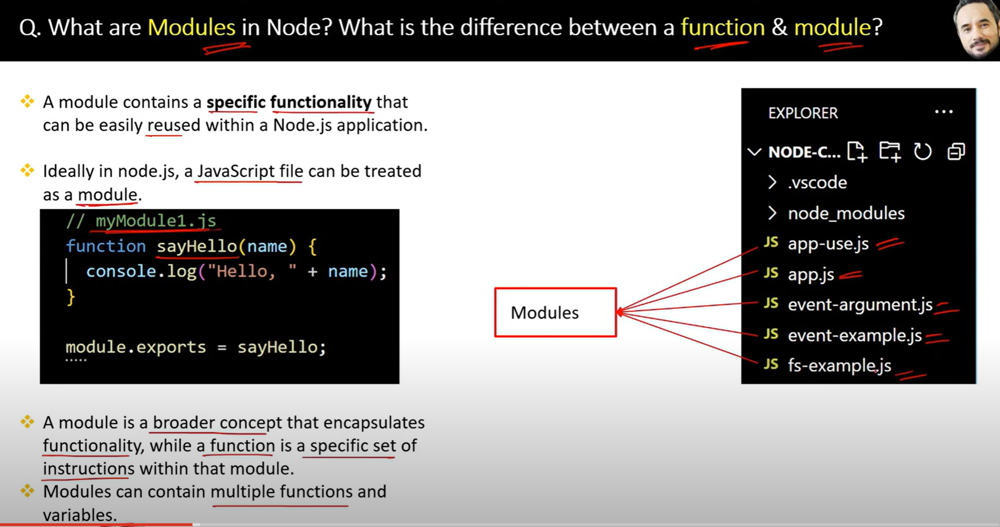 Q. What are Modules in Node? What is the difference between a function & module?
A module contains a specific functionality that
can be easily reused within a Node.js application.
Ideally in node.js, a JavaScript file can be treated
as a module.
// myModule1.js
function sayHello(name) {
console.log("Hello, " + name);
}
module.exports = sayHello;
A module is a broader concept that encapsulates
functionality, while a function is a specific set of
instructions within that module.
Modules can contain multiple functions and
variables.
Modules
EXPLORER
NODE-C...
.vscode
node_modules
JS app-use.js
JS app.js
JS event-argument.js
JS event-example.js
JS fs-example.js